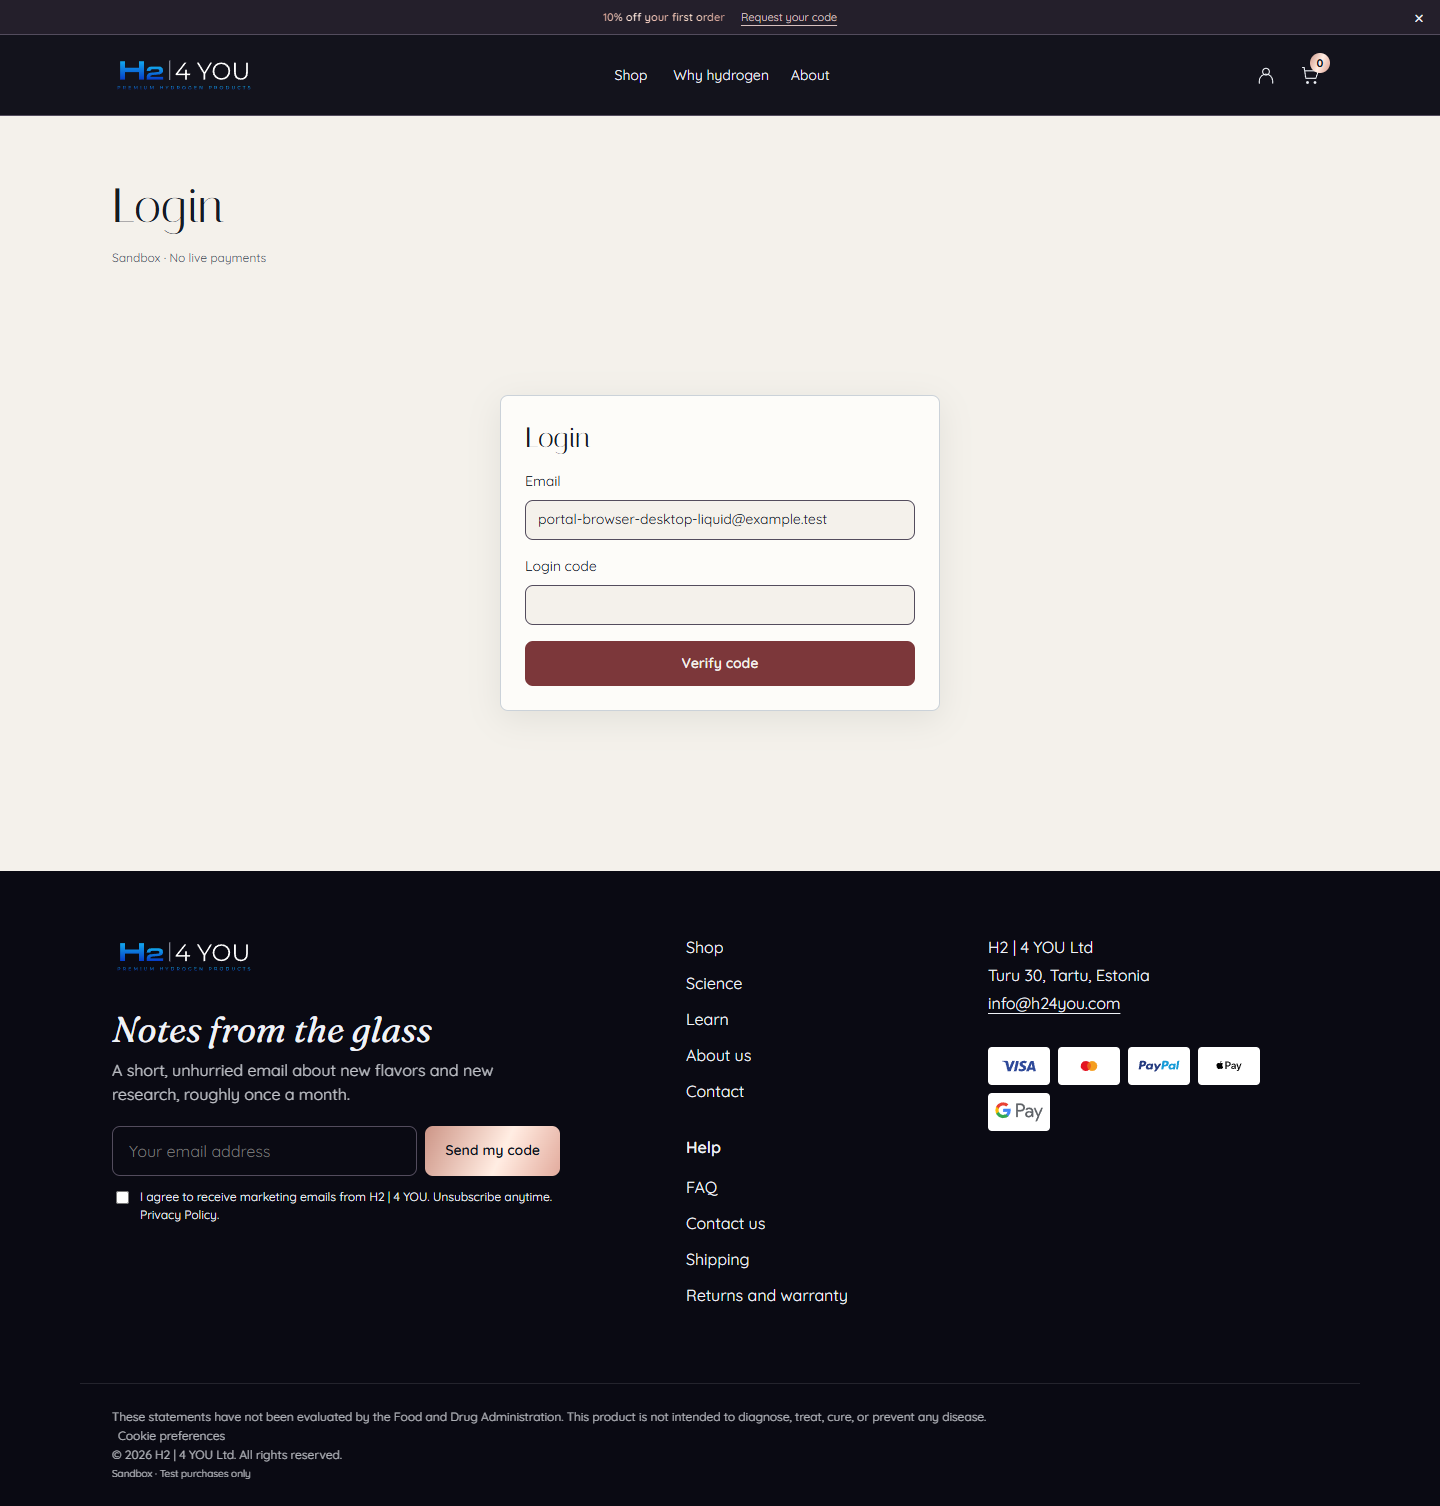 10% off your first order Request your code ×
H2 | 4 YOU Shop Why hydrogen About 0
PREMIUM HYDROGEN PRODUCTS
Login
Sandbox · No live payments
Login
Email
portal-browser-desktop-liquid@example.test
Login code
Verify code
H2 | 4 YOU
PREMIUM HYDROGEN PRODUCTS
Notes from the glass
A short, unhurried email about new flavors and new
research, roughly once a month.
Your email address Send my code
I agree to receive marketing emails from H2 | 4 YOU. Unsubscribe anytime.
Privacy Policy.
Shop
Science
Learn
About us
Contact
Help
FAQ
Contact us
Shipping
Returns and warranty
H2 | 4 YOU Ltd
Turu 30, Tartu, Estonia
info@h24you.com
VISA PayPal Pay
G Pay
These statements have not been evaluated by the Food and Drug Administration. This product is not intended to diagnose, treat, cure, or prevent any disease.
Cookie preferences
© 2026 H2 | 4 YOU Ltd. All rights reserved.
Sandbox · Test purchases only